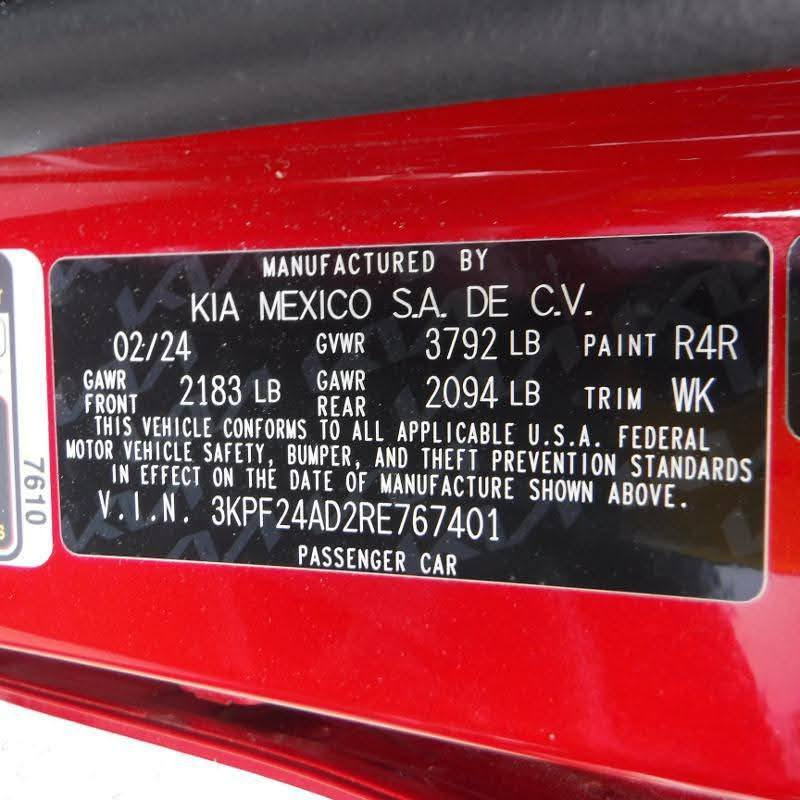 MANUFACTURED BY
KIA MEXICO S.A. DE C.V.
02/24 GVWR 3792 LB PAINT R4R
GAWR FRONT 2183 LB GAWR REAR 2094 LB TRIM WK
THIS VEHICLE CONFORMS TO ALL APPLICABLE U.S.A. FEDERAL
MOTOR VEHICLE SAFETY, BUMPER, AND THEFT PREVENTION STANDARDS
IN EFFECT ON THE DATE OF MANUFACTURE SHOWN ABOVE.
V.I.N. 3KPF24AD2RE767401
PASSENGER CAR
7610